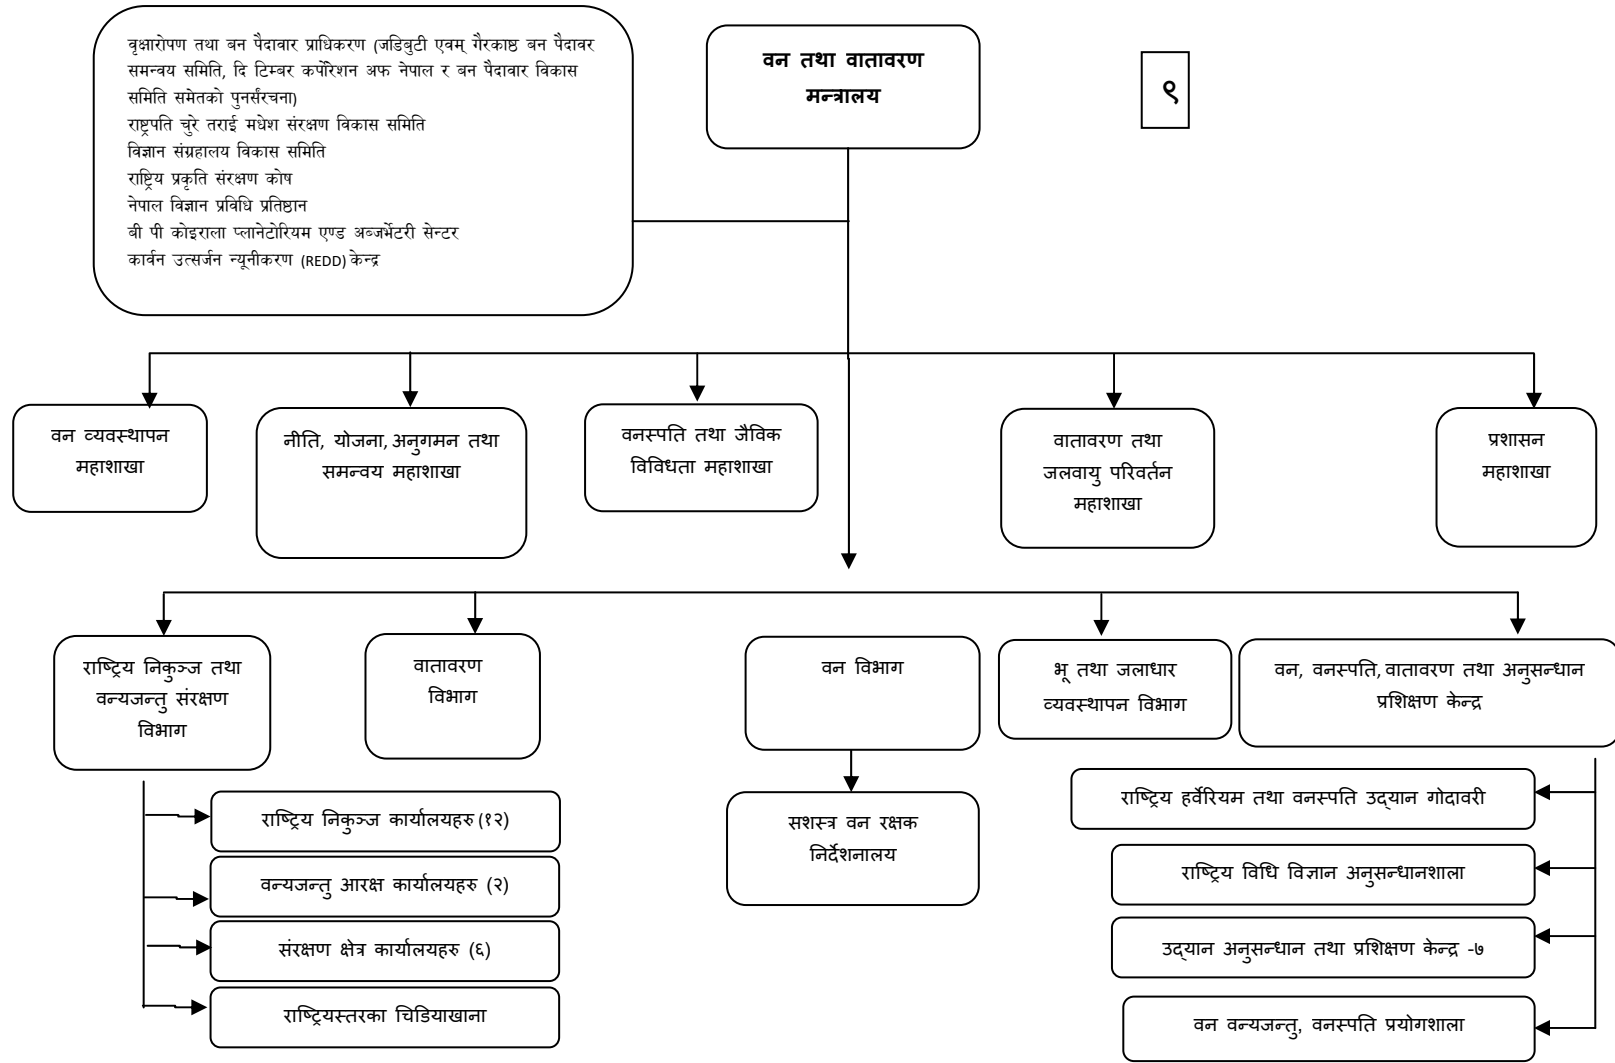 वृक्षारोपण तथा बन पैदावार प्राधिकरण (जडिबुटी एवम् गैरकाष्ठ बन पैदावर
समन्वय समिति, दि टिम्बर कर्पोरेशन अफ नेपाल र बन पैदावार विकास
समिति समेतको पुनर्संरचना)
राष्ट्रपति चुरे तराई मधेश संरक्षण विकास समिति
विज्ञान संग्रहालय विकास समिति
राष्ट्रिय प्रकृति संरक्षण कोष
नेपाल विज्ञान प्रविधि प्रतिष्ठान
बी पी कोइराला प्लानेटोरियम एण्ड अब्जर्भेटरी सेन्टर
कार्वन उत्सर्जन न्यूनीकरण (REDD) केन्द्र
वन तथा वातावरण
मन्त्रालय
९
वन व्यवस्थापन
महाशाखा
नीति, योजना, अनुगमन तथा
समन्वय महाशाखा
वनस्पति तथा जैविक
विविधता महाशाखा
वातावरण तथा
जलवायु परिवर्तन
महाशाखा
प्रशासन
महाशाखा
राष्ट्रिय निकुञ्ज तथा
वन्यजन्तु संरक्षण
विभाग
वातावरण
विभाग
वन विभाग
भू तथा जलाधार
व्यवस्थापन विभाग
वन, वनस्पति, वातावरण तथा अनुसन्धान
प्रशिक्षण केन्द्र
राष्ट्रिय निकुञ्ज कार्यालयहरु (१२)
वन्यजन्तु आरक्ष कार्यालयहरु (२)
संरक्षण क्षेत्र कार्यालयहरु (६)
राष्ट्रियस्तरका चिडियाखाना
सशस्त्र वन रक्षक
निर्देशनालय
राष्ट्रिय हर्वेरियम तथा वनस्पति उद्यान गोदावरी
राष्ट्रिय विधि विज्ञान अनुसन्धानशाला
उद्यान अनुसन्धान तथा प्रशिक्षण केन्द्र -७
वन वन्यजन्तु, वनस्पति प्रयोगशाला